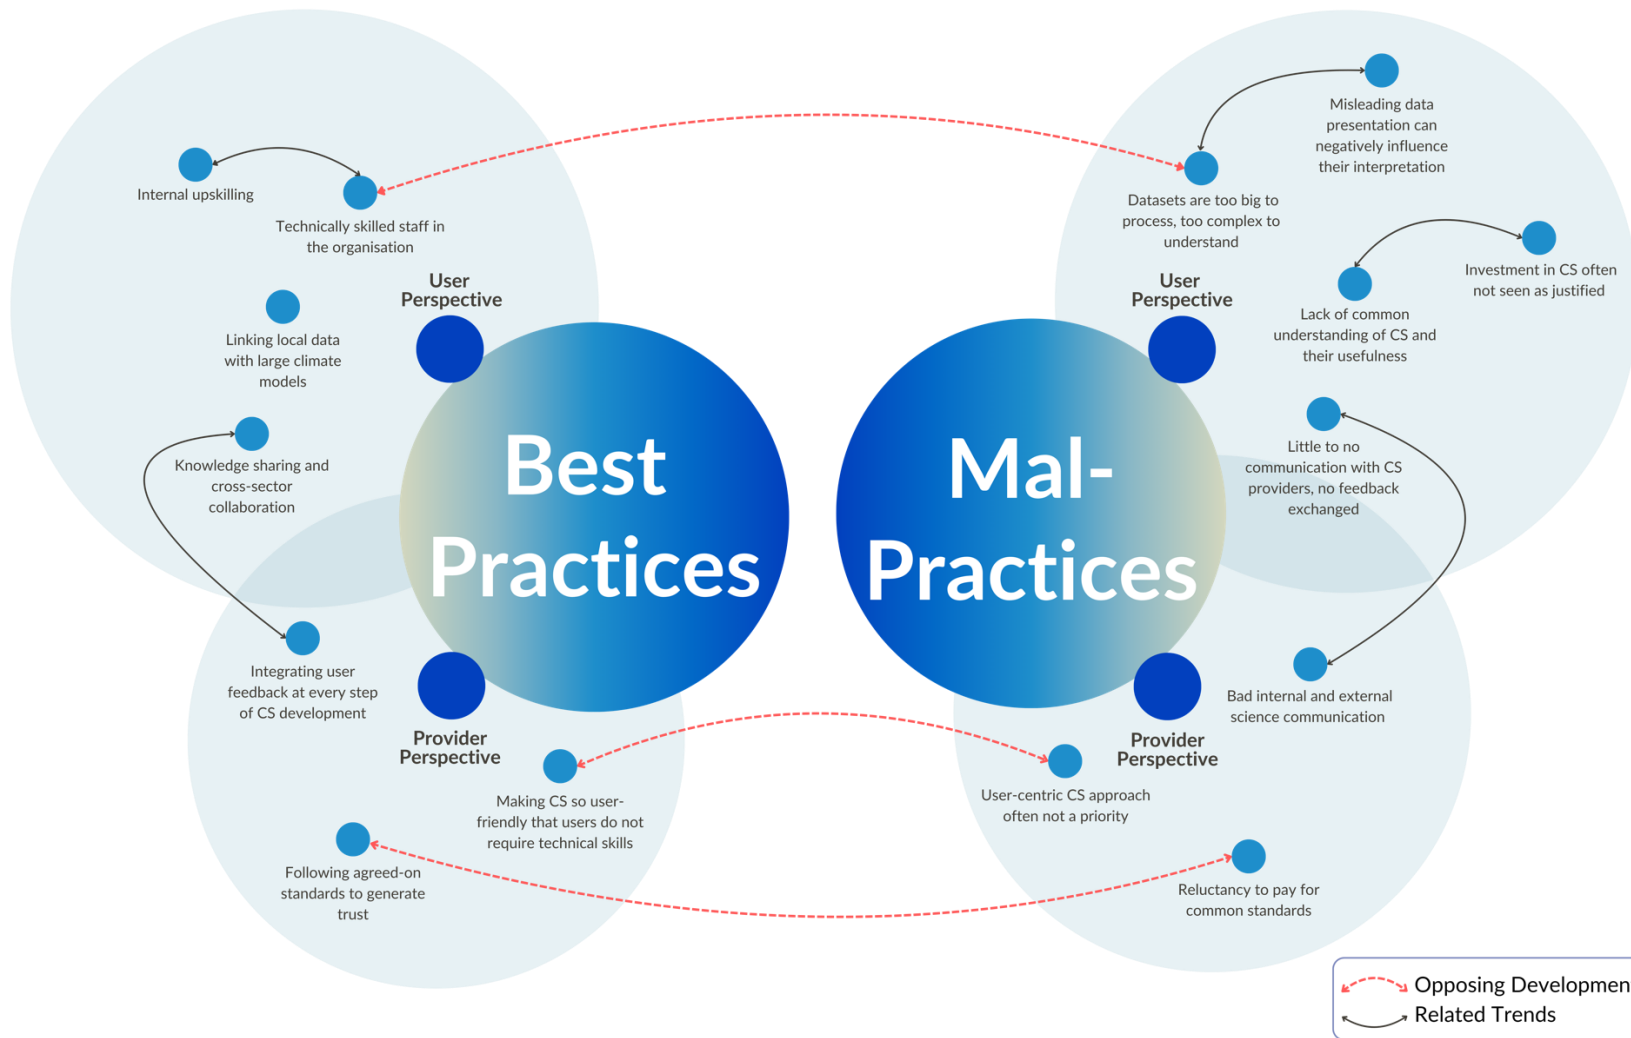 Internal upskilling
Technically skilled staff in
the organisation
User
Perspective
Linking local data
with large climate
models
Knowledge sharing and
cross-sector
collaboration
Best
Practices
Integrating user
feedback at every step
of CS development
Provider
Perspective
Making CS so user-
friendly that users do not
require technical skills
Following agreed-on
standards to generate
trust
Misleading data
presentation can
negatively influence
their interpretation
Datasets are too big to
process, too complex to
understand
Investment in CS often
not seen as justified
User
Perspective
Lack of common
understanding of CS and
their usefulness
Little to no
communication with CS
providers, no feedback
exchanged
Mal-
Practices
Bad internal and external
science communication
Provider
Perspective
User-centric CS approach
often not a priority
Reluctancy to pay for
common standards
Opposing Developmen
Related Trends